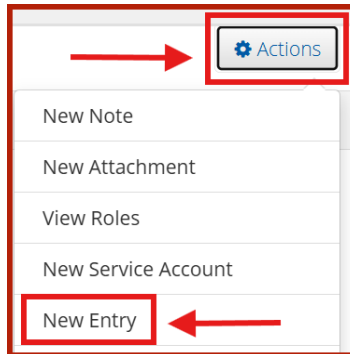 Actions
New Note
New Attachment
View Roles
New Service Account
New Entry